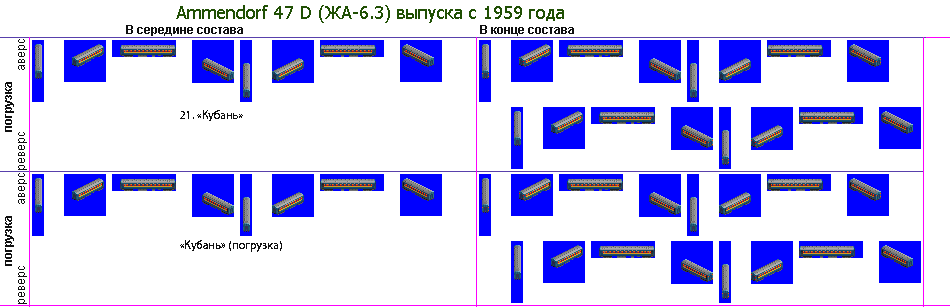 Ammendorf 47 D (ЖА-6.3) выпуска с 1959 года
В середине состава
В конце состава
погрузка
аверс
реверс
21. «Кубань»
погрузка
аверс
реверс
«Кубань» (погрузка)